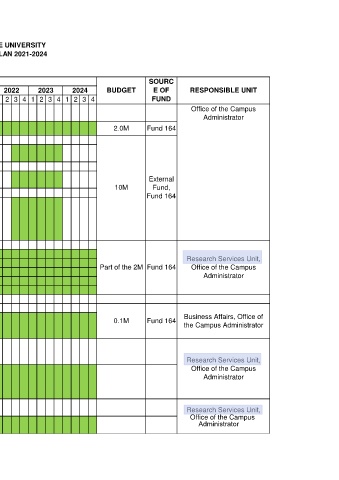 E UNIVERSITY
LAN 2021-2024
2022 2023 2024 BUDGET SOURC E OF FUND RESPONSIBLE UNIT
2 3 4 1 2 3 4 1 2 3 4
Office of the Campus
Administrator
2.0M Fund 164
10M
External
Fund,
Fund 164
Part of the 2M Fund 164
Research Services Unit,
Office of the Campus
Administrator
0.1M Fund 164
Business Affairs, Office of
the Campus Administrator
Research Services Unit,
Office of the Campus
Administrator
Research Services Unit,
Office of the Campus
Administrator